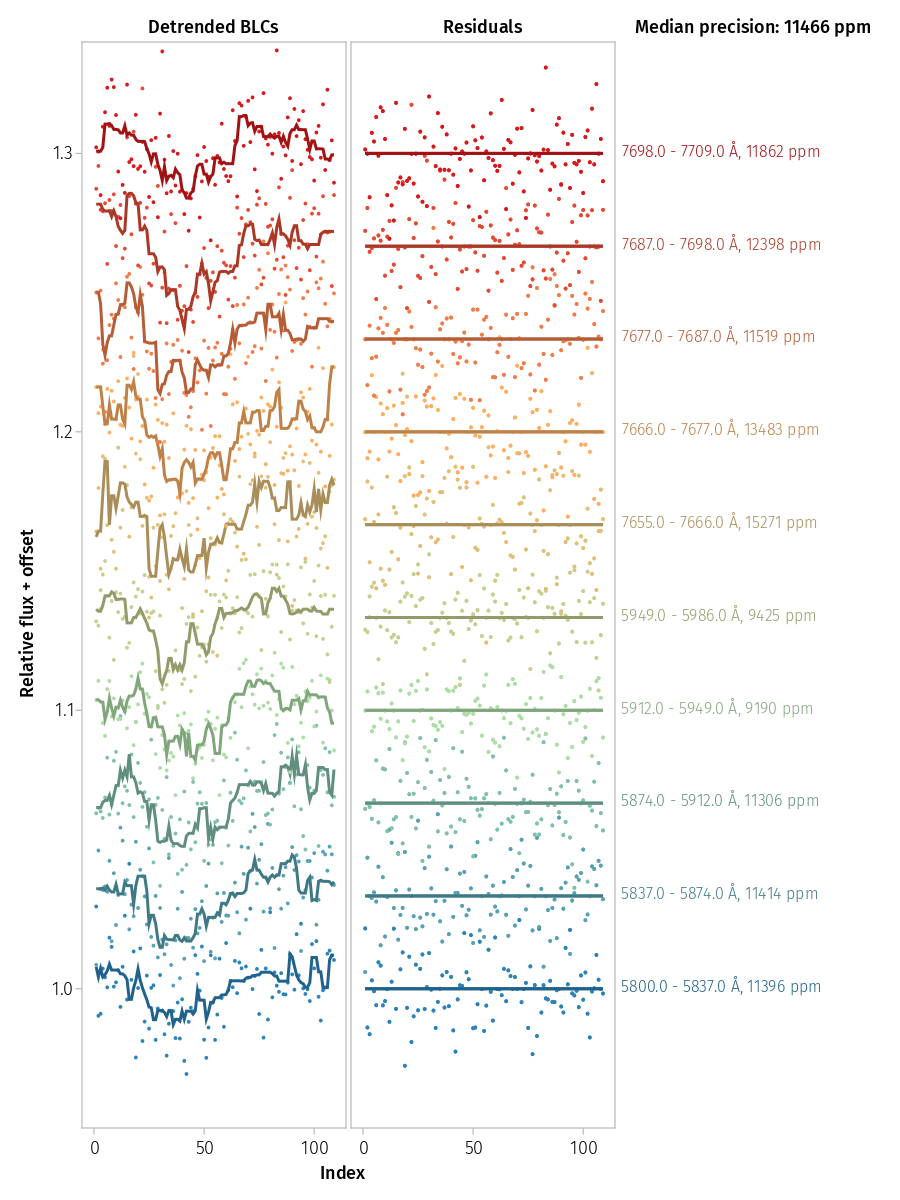 Detrended BLCs
Residuals
Median precision: 11466 ppm
1.3
1.2
1.1
1.0
Relative flux + offset
7698.0 - 7709.0 Å, 11862 ppm
7687.0 - 7698.0 Å, 12398 ppm
7677.0 - 7687.0 Å, 11519 ppm
7666.0 - 7677.0 Å, 13483 ppm
7655.0 - 7666.0 Å, 15271 ppm
5949.0 - 5986.0 Å, 9425 ppm
5912.0 - 5949.0 Å, 9190 ppm
5874.0 - 5912.0 Å, 11306 ppm
5837.0 - 5874.0 Å, 11414 ppm
5800.0 - 5837.0 Å, 11396 ppm
0 50 100
0 50 100
Index